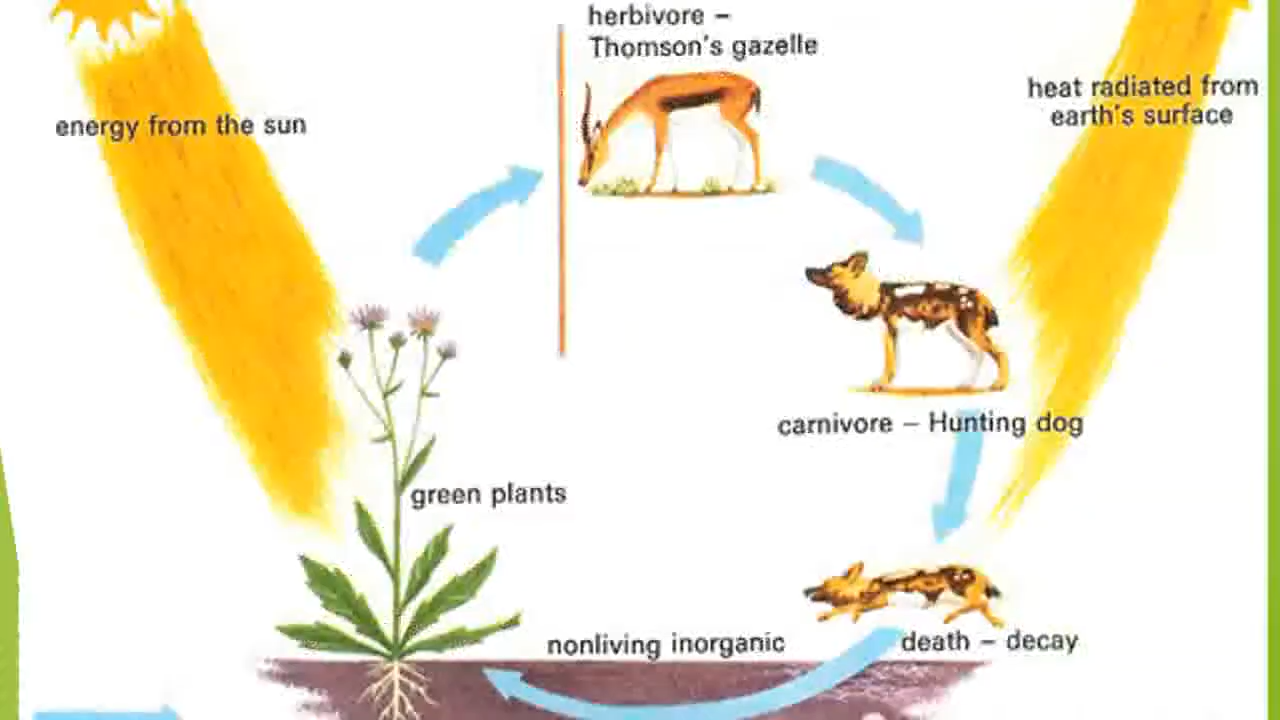 herbivore –
Thomson's gazelle
heat radiated from
earth's surface
energy from the sun
carnivore – Hunting dog
green plants
nonliving inorganic
death – decay